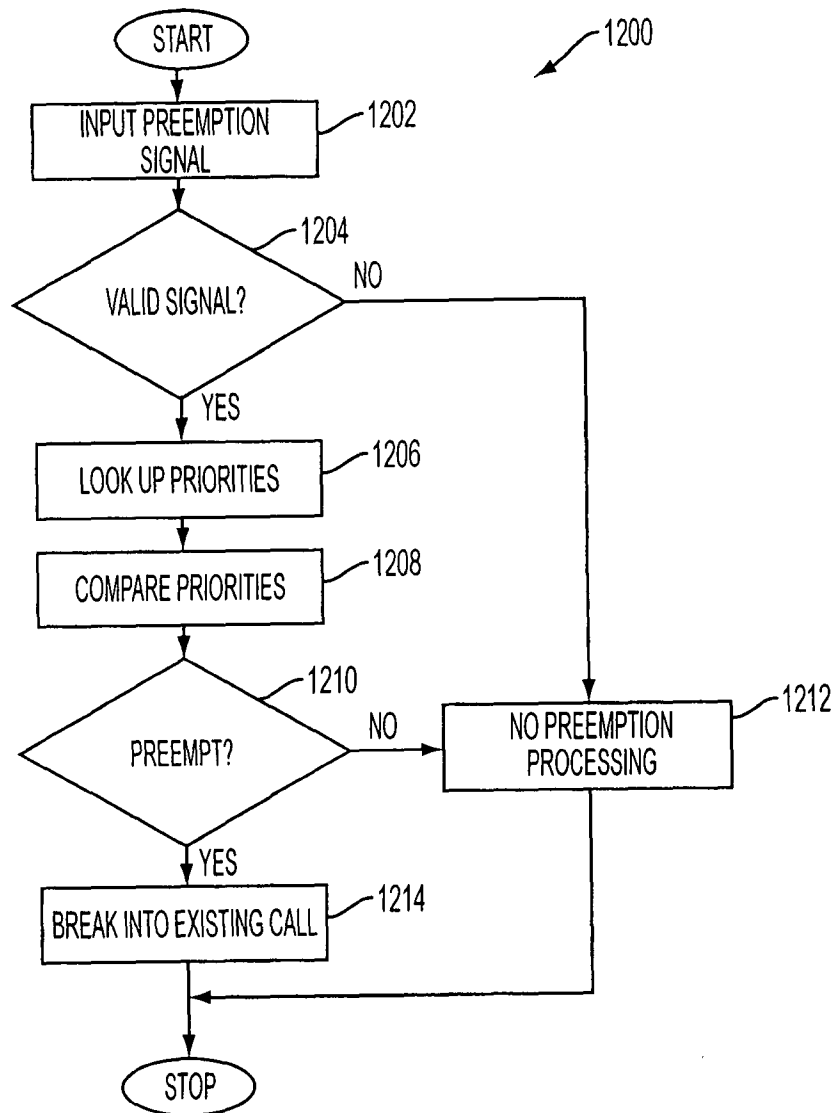 START
1200
INPUT PREEMPTION
SIGNAL
1202
1204
VALID SIGNAL?
NO
YES
LOOK UP PRIORITIES
1206
COMPARE PRIORITIES
1208
1210
PREEMPT?
NO
NO PREEMPTION
PROCESSING
1212
YES
BREAK INTO EXISTING CALL
1214
STOP